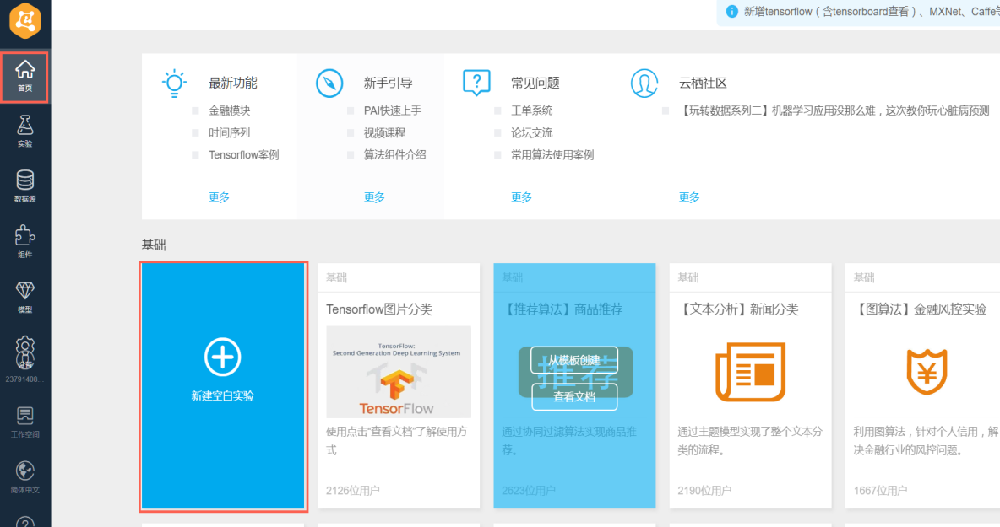 新增tensorflow（含tensorboard查看）、MXNet、Caffe等
首页
实验
数据源
组件
模型
设置
23791408...
工作空间
简体中文
最新功能
金融模块
时间序列
Tensorflow案例
更多
新手引导
PAI快速上手
视频课程
算法组件介绍
更多
常见问题
工单系统
论坛交流
常用算法使用案例
更多
云栖社区
【玩转数据系列二】机器学习应用没那么难，这次教你玩心脏病预测
更多
基础
新建空白实验
基础
Tensorflow图片分类
TensorFlow:
Second Generation Deep Learning System
TensorFlow
使用点击“查看文档”了解使用方
式
2126位用户
基础
【推荐算法】商品推荐
推荐
从模板创建
查看文档
通过协同过滤算法实现商品推
荐。
2623位用户
基础
【文本分析】新闻分类
通过主题模型实现了整个文本分
类的流程。
2190位用户
基础
【图算法】金融风控实验
利用图算法，针对个人信用，解
决金融行业的风控问题。
1667位用户